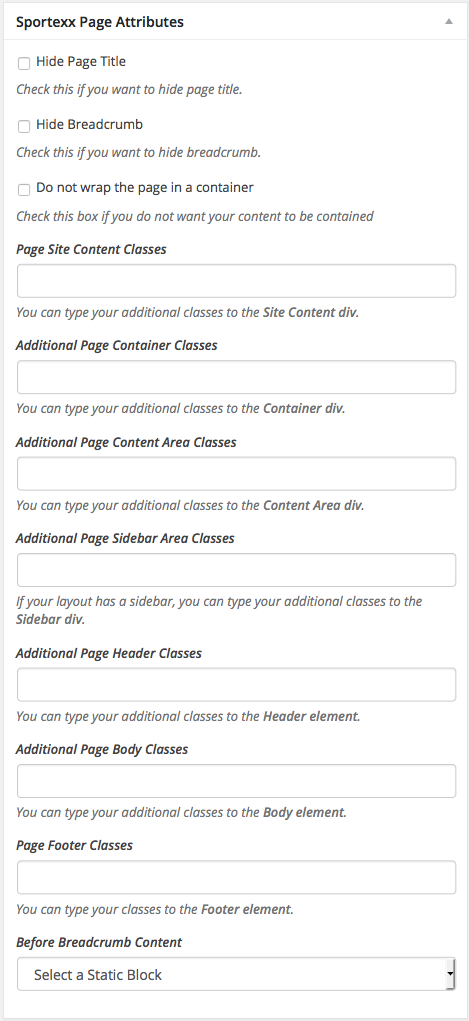 Sportexx Page Attributes
Hide Page Title
Check this if you want to hide page title.
Hide Breadcrumb
Check this if you want to hide breadcrumb.
Do not wrap the page in a container
Check this box if you do not want your content to be contained
Page Site Content Classes
You can type your additional classes to the Site Content div.
Additional Page Container Classes
You can type your additional classes to the Container div.
Additional Page Content Area Classes
You can type your additional classes to the Content Area div.
Additional Page Sidebar Area Classes
If your layout has a sidebar, you can type your additional classes to the
Sidebar div.
Additional Page Header Classes
You can type your additional classes to the Header element.
Additional Page Body Classes
You can type your additional classes to the Body element.
Page Footer Classes
You can type your classes to the Footer element.
Before Breadcrumb Content
Select a Static Block